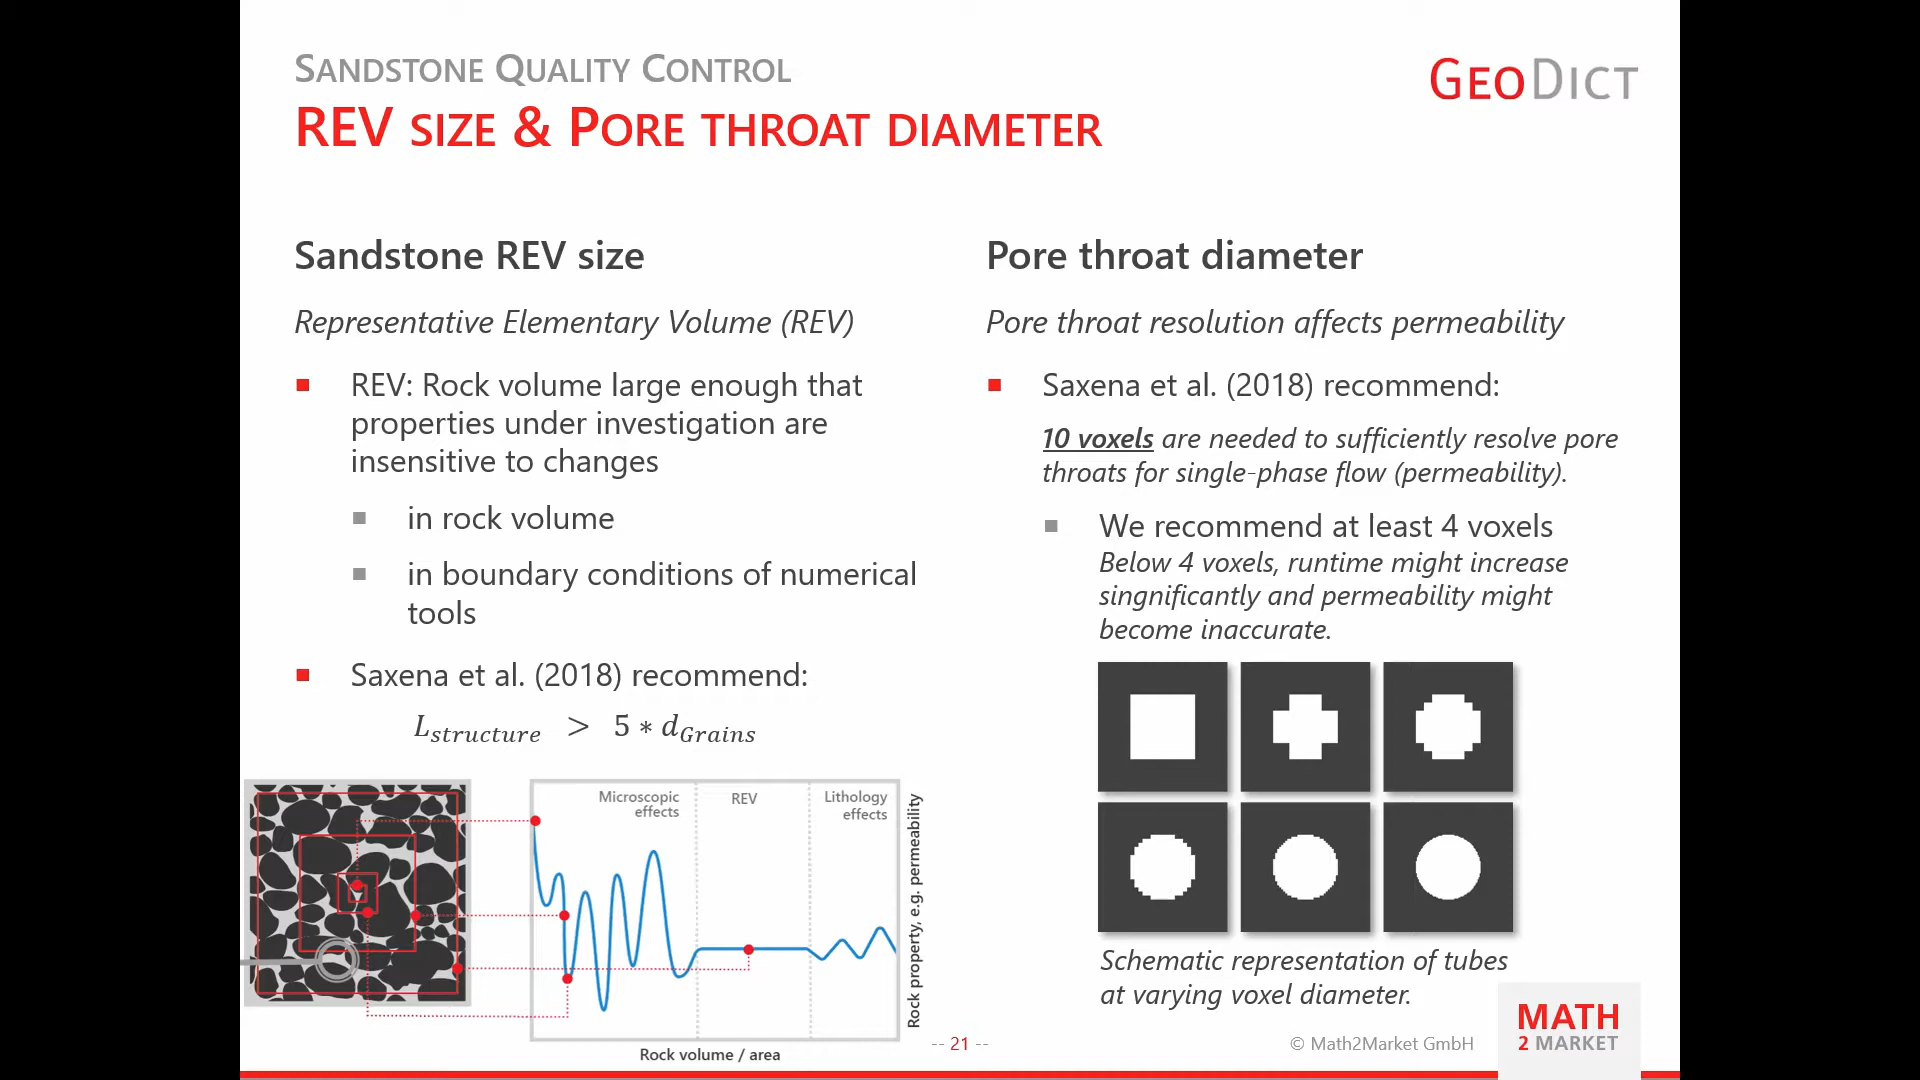 SANDSTONE QUALITY CONTROL
REV SIZE & PORE THROAT DIAMETER
GEODICT
Sandstone REV size
Representative Elementary Volume (REV)
REV: Rock volume large enough that
properties under investigation are
insensitive to changes
in rock volume
in boundary conditions of numerical
tools
Saxena et al. (2018) recommend:
L_structure > 5 * d_Grains
Microscopic
effects
REV
Lithology
effects
Rock property, e.g. permeability
Rock volume / area
Pore throat diameter
Pore throat resolution affects permeability
Saxena et al. (2018) recommend:
10 voxels are needed to sufficiently resolve pore
throats for single-phase flow (permeability).
We recommend at least 4 voxels
Below 4 voxels, runtime might increase
singnificantly and permeability might
become inaccurate.
Schematic representation of tubes
at varying voxel diameter.
-- 21 --
© Math2Market GmbH
MATH
2 MARKET